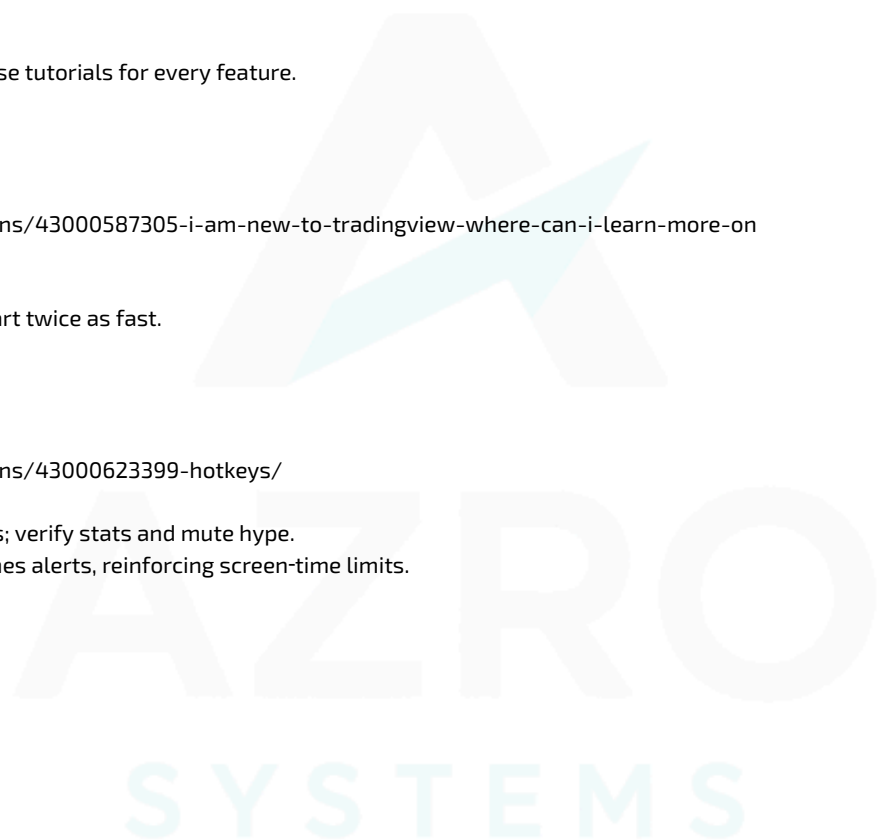 se tutorials for every feature.
ns/43000587305-i-am-new-to-tradingview-where-can-i-learn-more-on
rt twice as fast.
ns/43000623399-hotkeys/
s; verify stats and mute hype.
es alerts, reinforcing screen-time limits.
AZRO
SYSTEMS